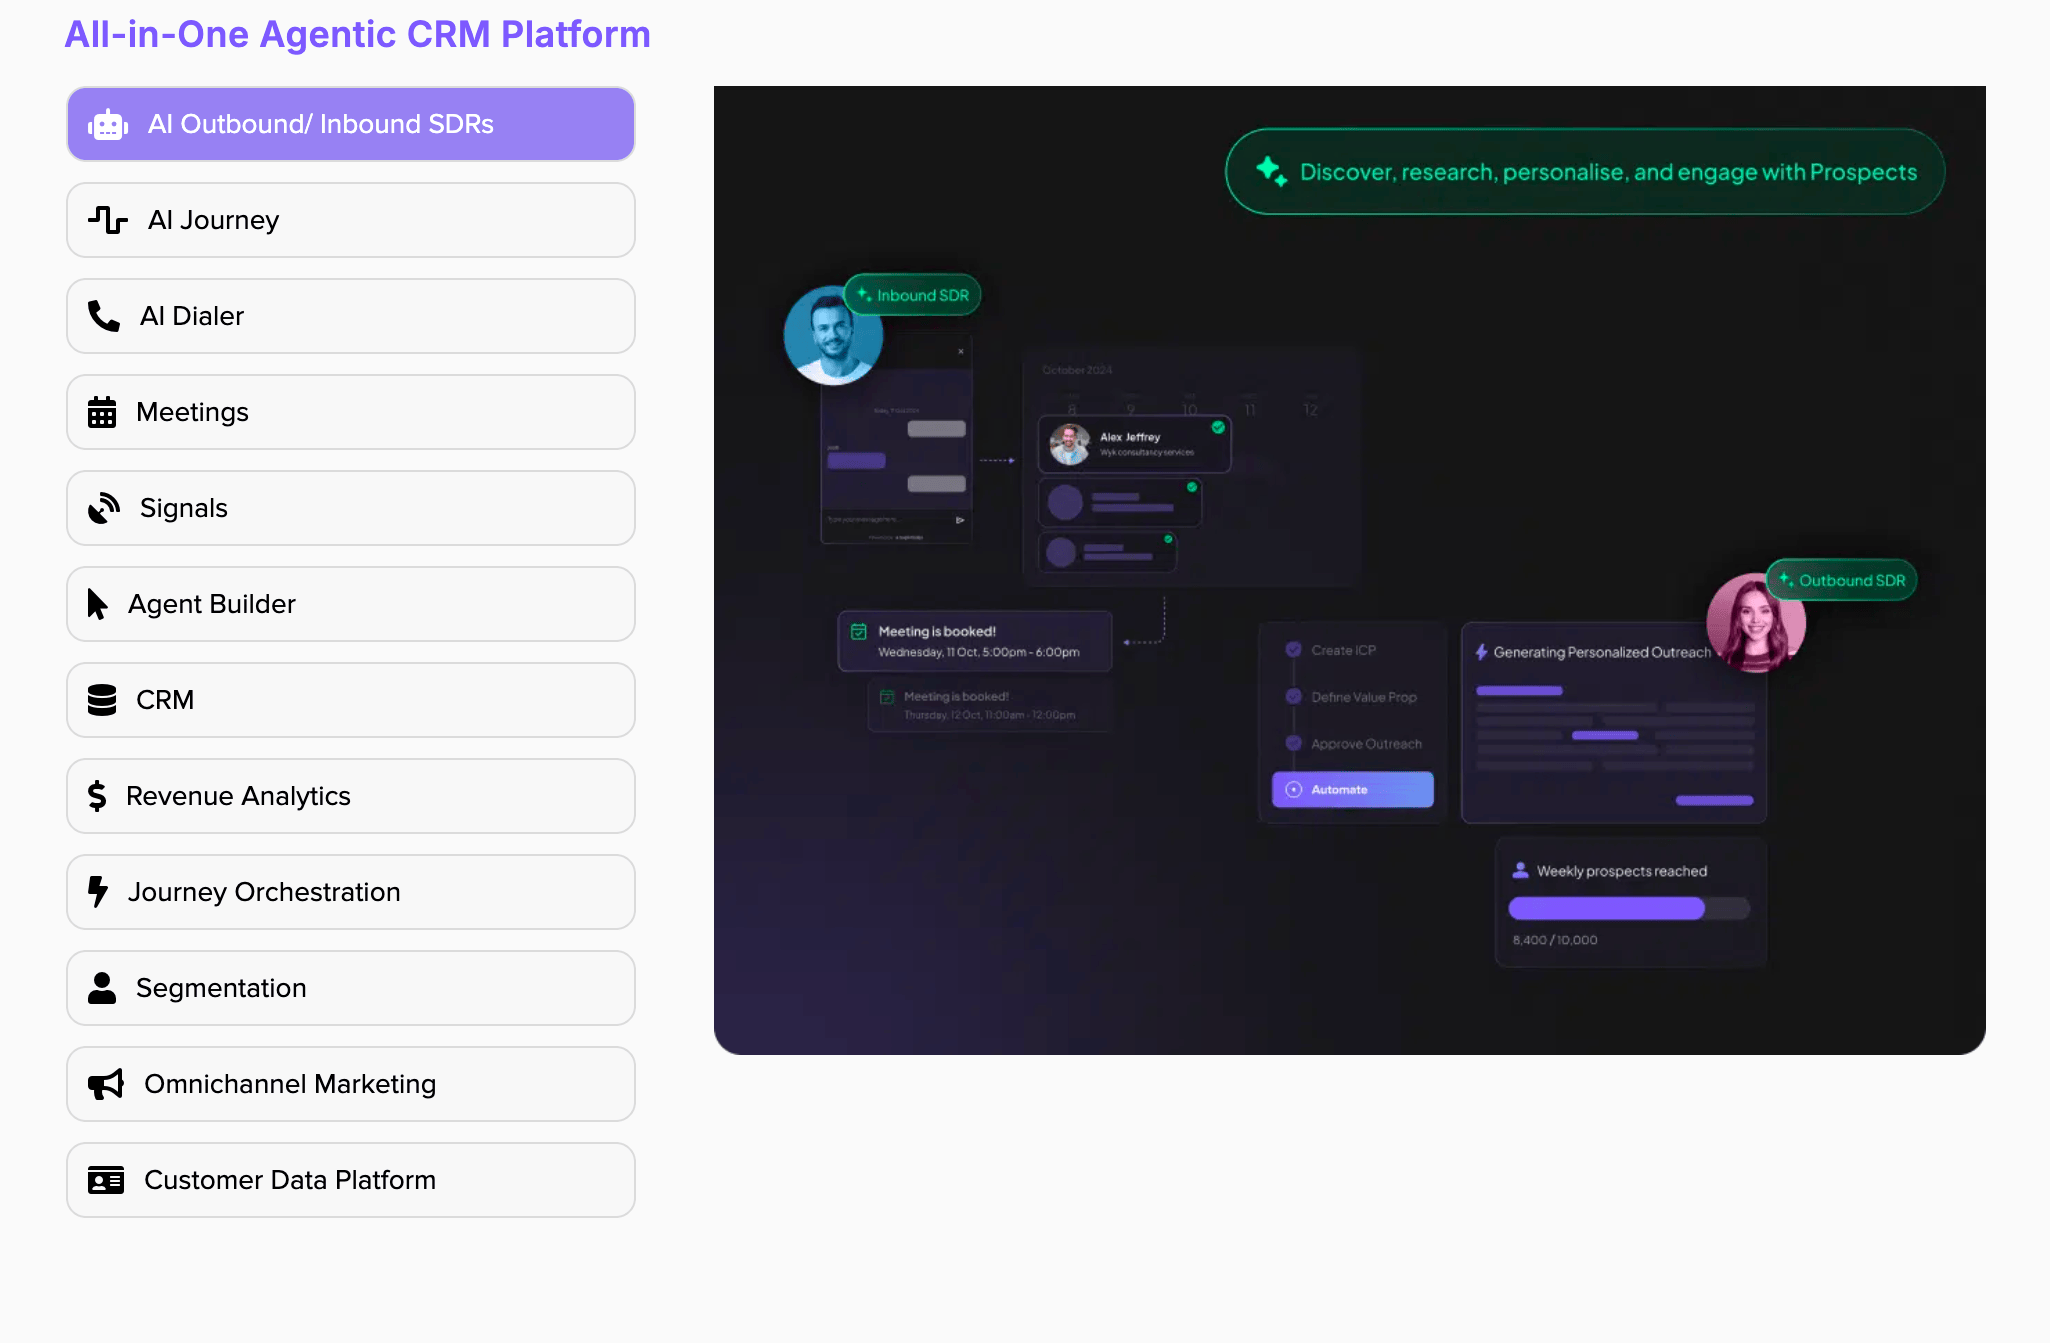 All-in-One Agentic CRM Platform
AI Outbound/ Inbound SDRs
AI Journey
AI Dialer
Meetings
Signals
Agent Builder
CRM
Revenue Analytics
Journey Orchestration
Segmentation
Omnichannel Marketing
Customer Data Platform
Discover, research, personalise, and engage with Prospects
Inbound SDR
October 2024
8 9 10 11 12
Alex Jeffrey
Wyk consultancy services
Meeting is booked!
Wednesday, 11 Oct, 5:00pm - 6:00pm
Meeting is booked!
Thursday, 12 Oct, 11:00am - 12:00pm
Outbound SDR
Create ICP
Define Value Prop
Approve Outreach
Automate
Generating Personalized Outreach
Weekly prospects reached
8,400 / 10,000